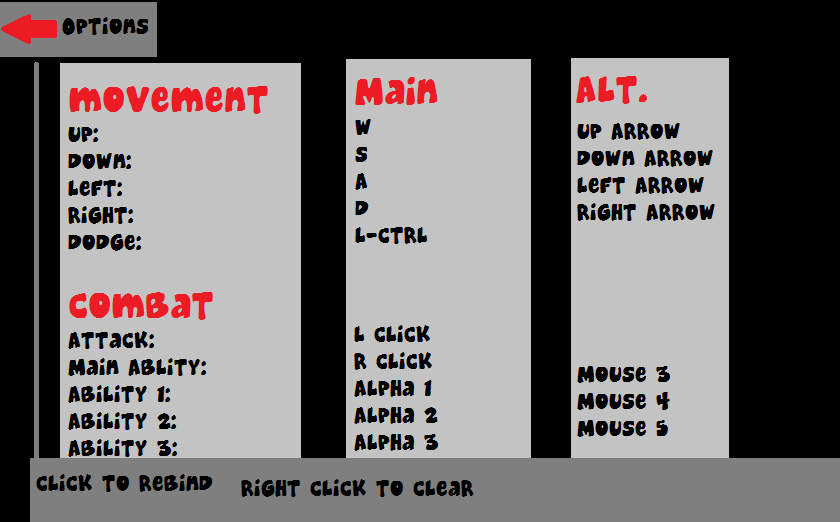 OPTIONS
MOVEMENT
UP:
DOWN:
LEFT:
RIGHT:
DODGE:
COMBAT
ATTACK:
MAIN ABLITY:
ABILITY 1:
ABILITY 2:
ABILITY 3:
MAIN
W
S
A
D
L-CTRL
L CLICK
R CLICK
ALPHA 1
ALPHA 2
ALPHA 3
ALT.
UP ARROW
DOWN ARROW
LEFT ARROW
RIGHT ARROW
MOUSE 3
MOUSE 4
MOUSE 5
CLICK TO REBIND
RIGHT CLICK TO CLEAR